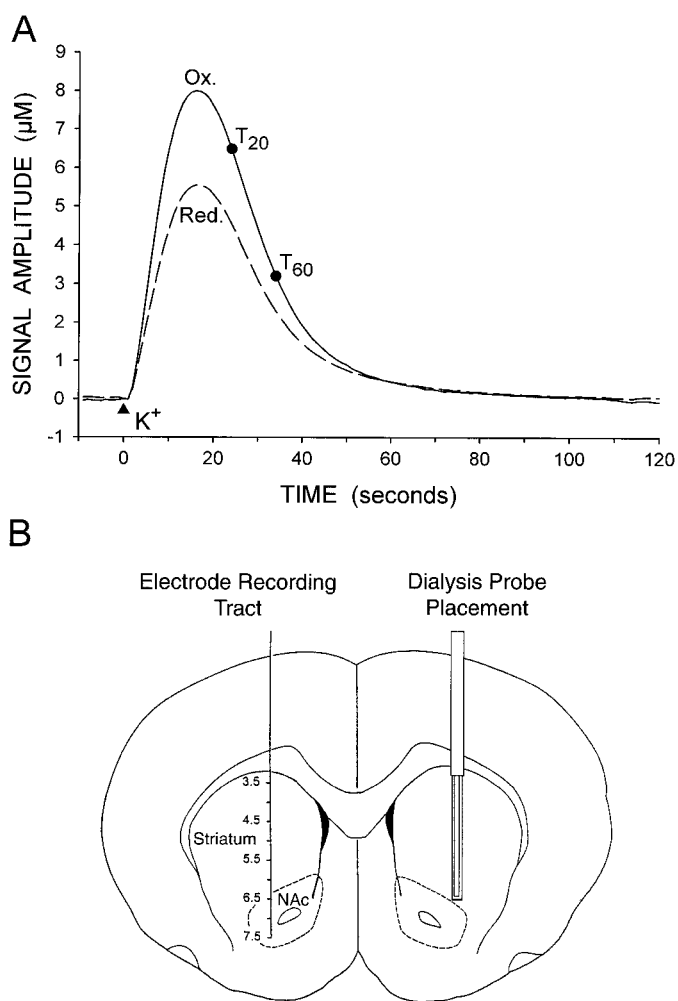 A
SIGNAL AMPLITUDE (μM)
9
8
7
6
5
4
3
2
1
0
-1
Ox.
T20
Red.
T60
K+
0
20
40
60
80
100
120
TIME (seconds)
B
Electrode Recording
Tract
Dialysis Probe
Placement
3.5
4.5
Striatum
5.5
6.5
NAc
7.5